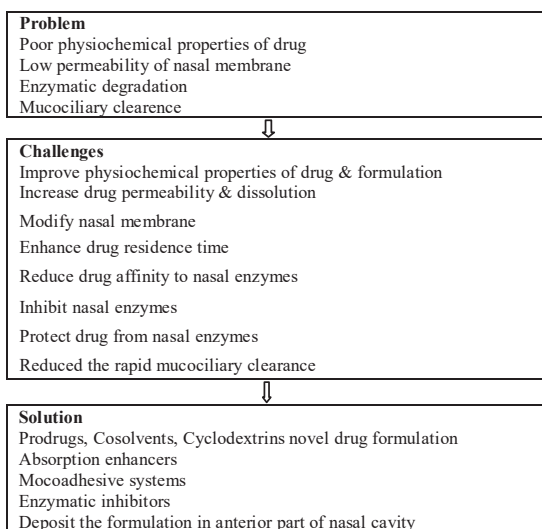 Problem
Poor physiochemical properties of drug
Low permeability of nasal membrane
Enzymatic degradation
Mucociliary clearence
Challenges
Improve physiochemical properties of drug & formulation
Increase drug permeability & dissolution
Modify nasal membrane
Enhance drug residence time
Reduce drug affinity to nasal enzymes
Inhibit nasal enzymes
Protect drug from nasal enzymes
Reduced the rapid mucociliary clearance
Solution
Prodrugs, Cosolvents, Cyclodextrins novel drug formulation
Absorption enhancers
Mocoadhesive systems
Enzymatic inhibitors
Deposit the formulation in anterior part of nasal cavity